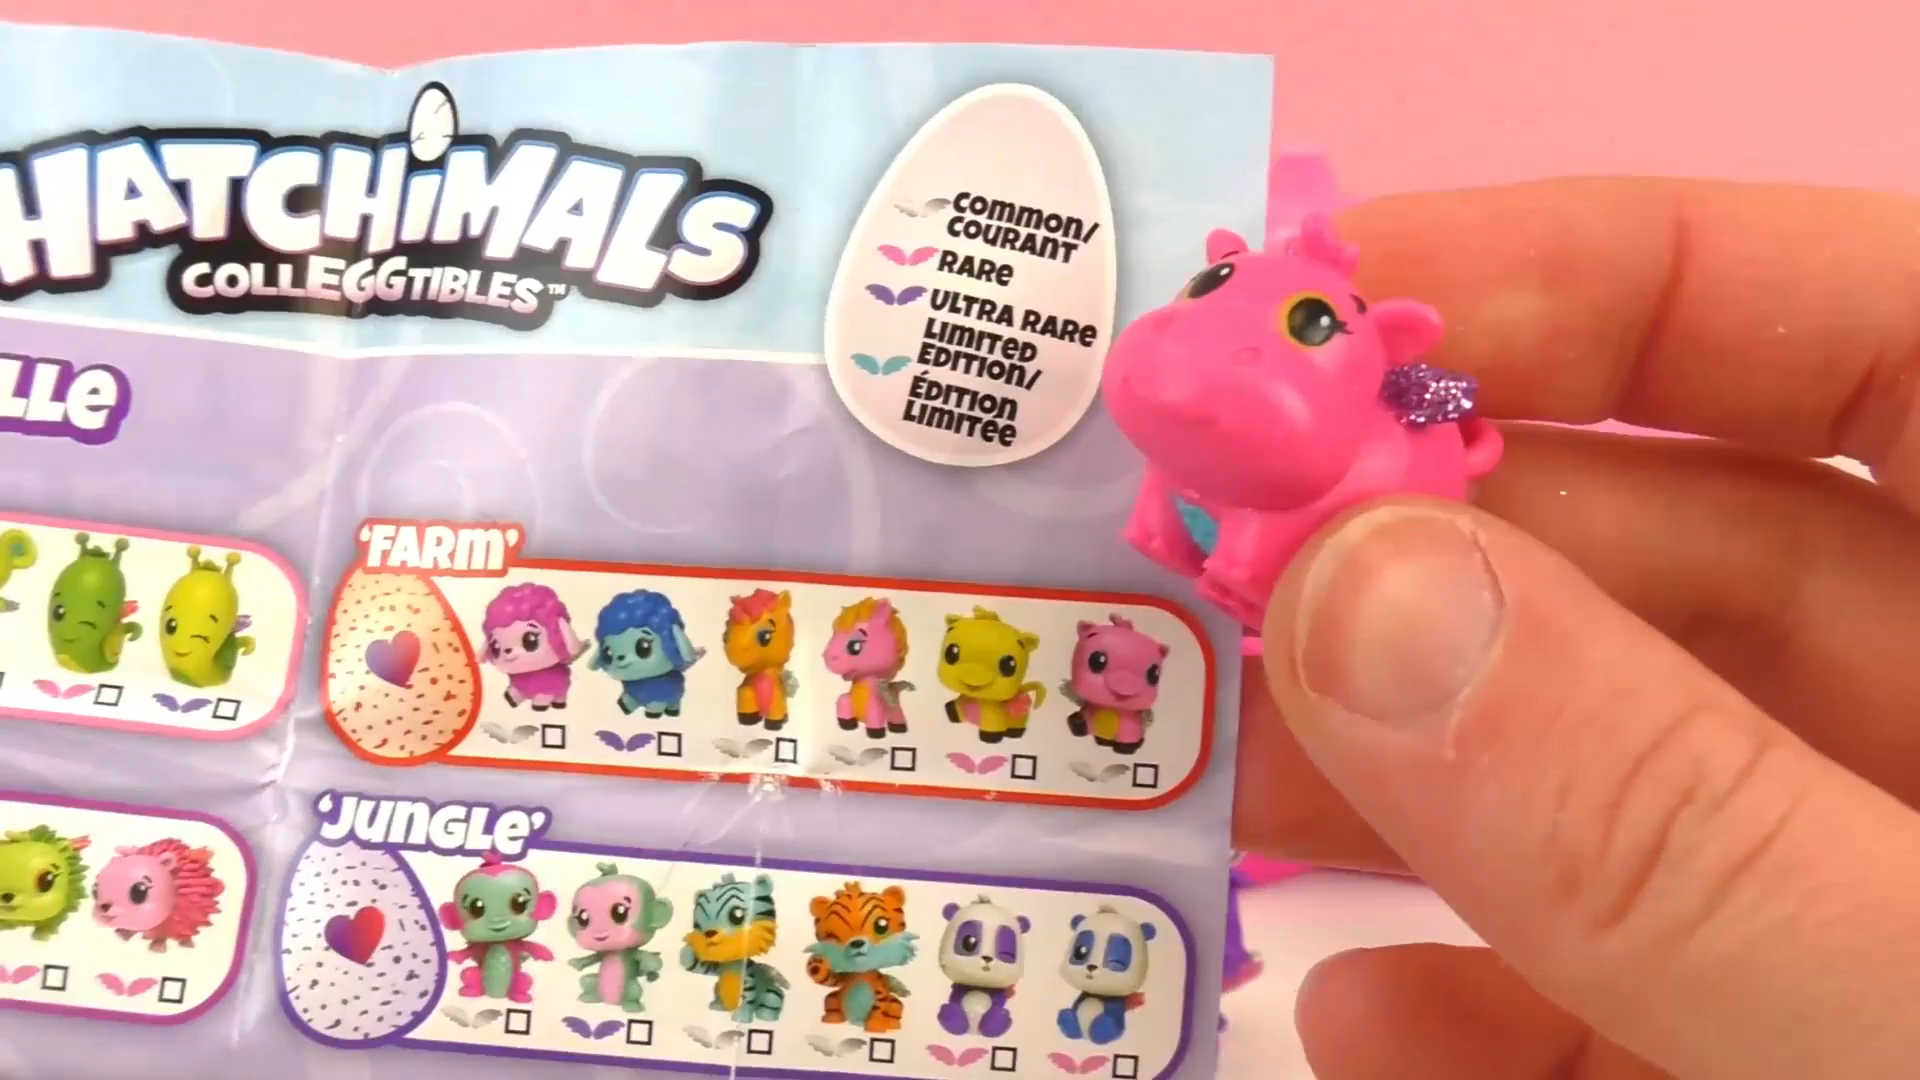 HATCHiMALS
COLLEGGTIBLES™
COMMON/
COURANT
RARE
ULTRA RARE
LIMITED
EDITION/
ÉDITION
LIMITÉE
LLE
'FARM'
'JUNGLE'